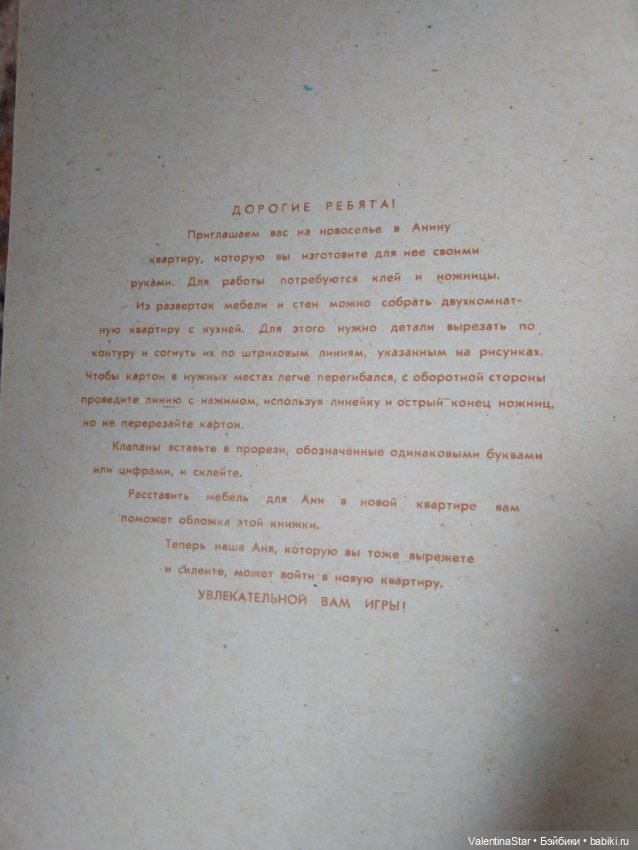 ДОРОГИЕ РЕБЯТА!
Приглашаем вас на новоселье в Анину
квартиру, которую вы изготовите для нее своими
руками. Для работы потребуются клей и ножницы.
Из разверток мебели и стен можно собрать двухкомнат-
ную квартиру с кухней. Для этого нужно детали вырезать по
контуру и согнуть их по штриховым линиям, указанным на рисунках.
Чтобы картон в нужных местах легче перегибался, с оборотной стороны
проведите линию с нажимом, используя линейку и острый конец ножниц,
но не перерезайте картон.
Клапаны вставьте в прорези, обозначенные одинаковыми буквами
или цифрами, и склейте.
Расставить мебель для Ани в новой квартире вам
поможет обложка этой книжки.
Теперь наша Аня, которую вы тоже вырежете
и склеите, может войти в новую квартиру.
УВЛЕКАТЕЛЬНОЙ ВАМ ИГРЫ!
ValentinaStar • Бэйбики • babiki.ru